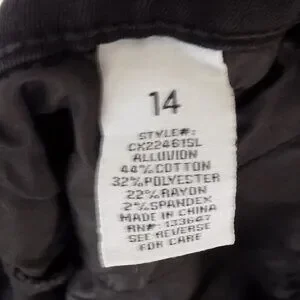 14
STYLE#:
CX22461SL
ALLUVION
44% COTTON
32% POLYESTER
22% RAYON
2% SPANDEX
MADE IN CHINA
RN#: 133647
SEE REVERSE
FOR CARE